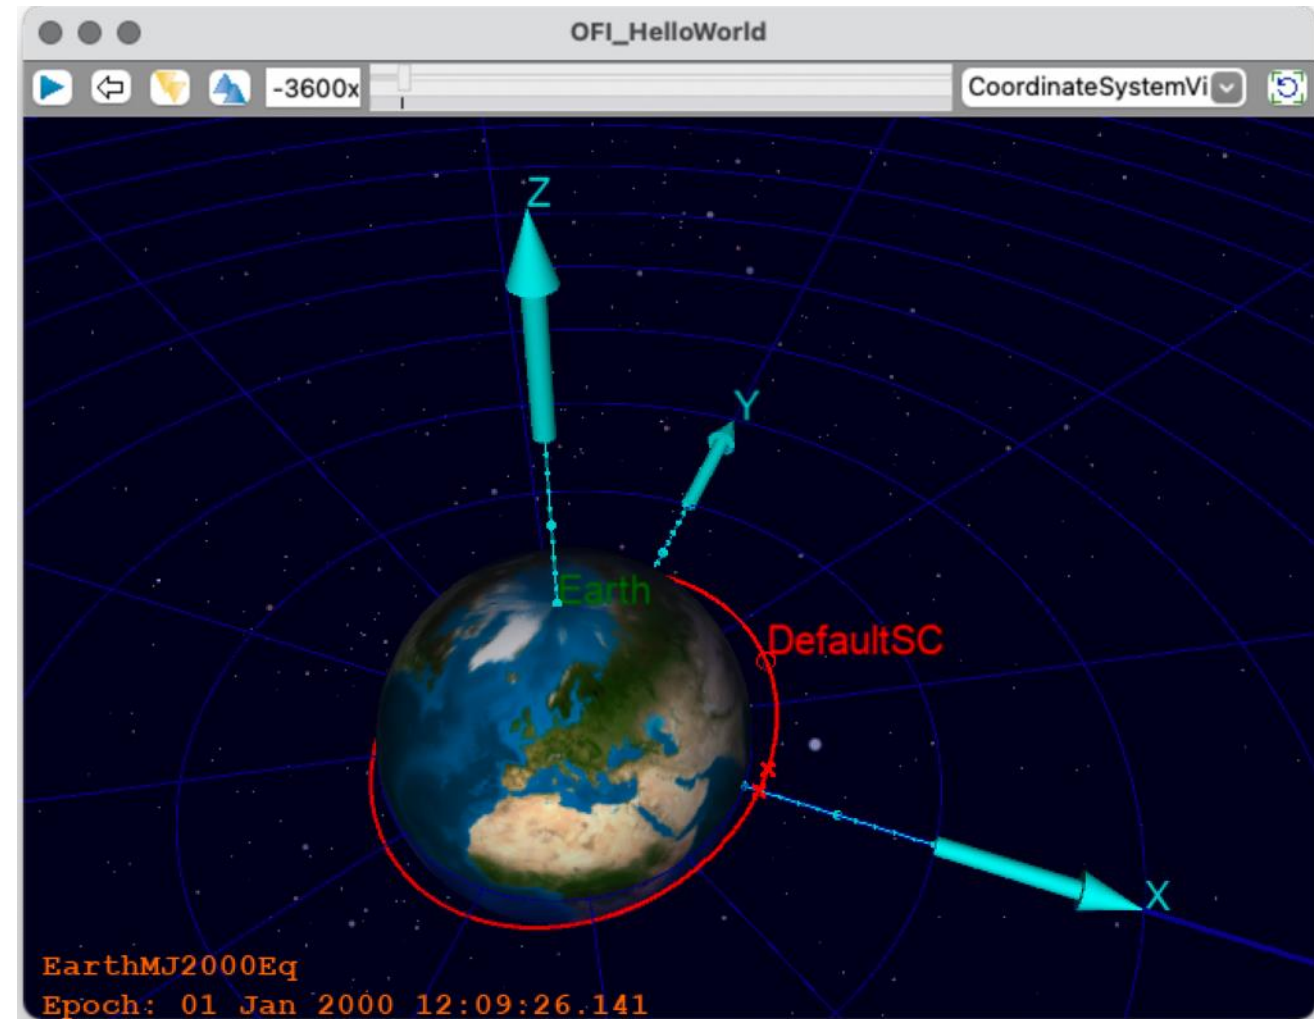 OFI_HelloWorld
-3600x
CoordinateSystemVi
Z
Y
Earth
DefaultSC
X
EarthMJ2000Eq
Epoch: 01 Jan 2000 12:09:26.141